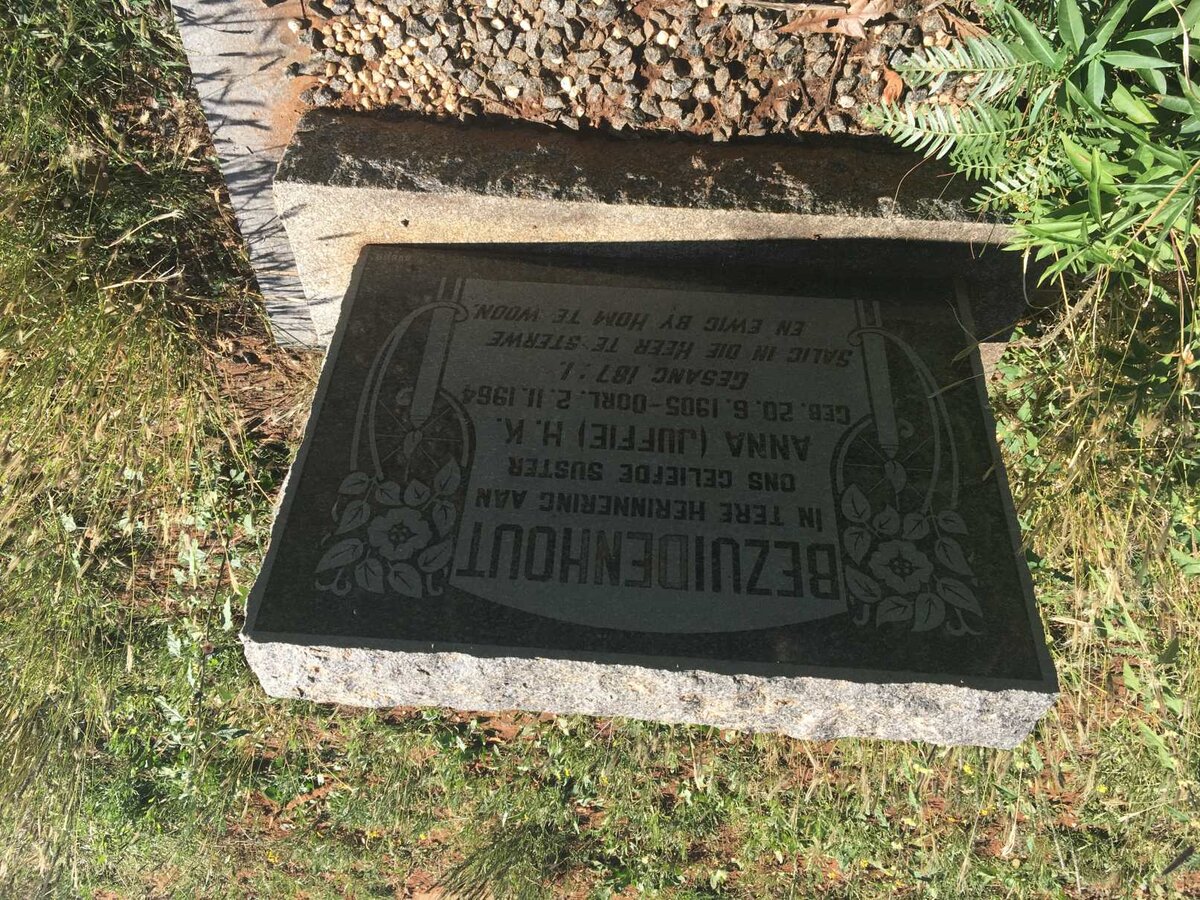 BEZUIDENHOUT
IN TERE HERINNERING AAN
ONS GELIEFDE SUSTER
ANNA (JUFFIE) H. K.
GEB. 20. 6. 1905 - OORL. 2. 11. 1964
GESANG 187 : 1.
SALIG IN DIE HEER TE STERWE
EN EWIG BY HOM TE WOON.